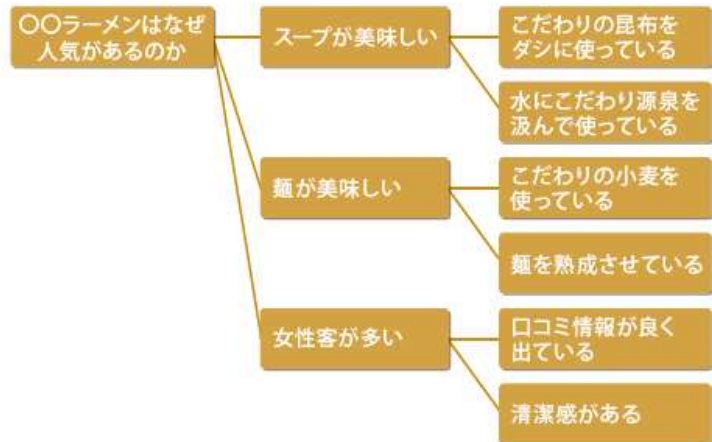 〇〇ラーメンはなぜ
人気があるのか
スープが美味しい
こだわりの昆布を
ダシに使っている
水にこだわり源泉を
汲んで使っている
麺が美味しい
こだわりの小麦を
使っている
麺を熟成させている
女性客が多い
口コミ情報が良く
出ている
清潔感がある